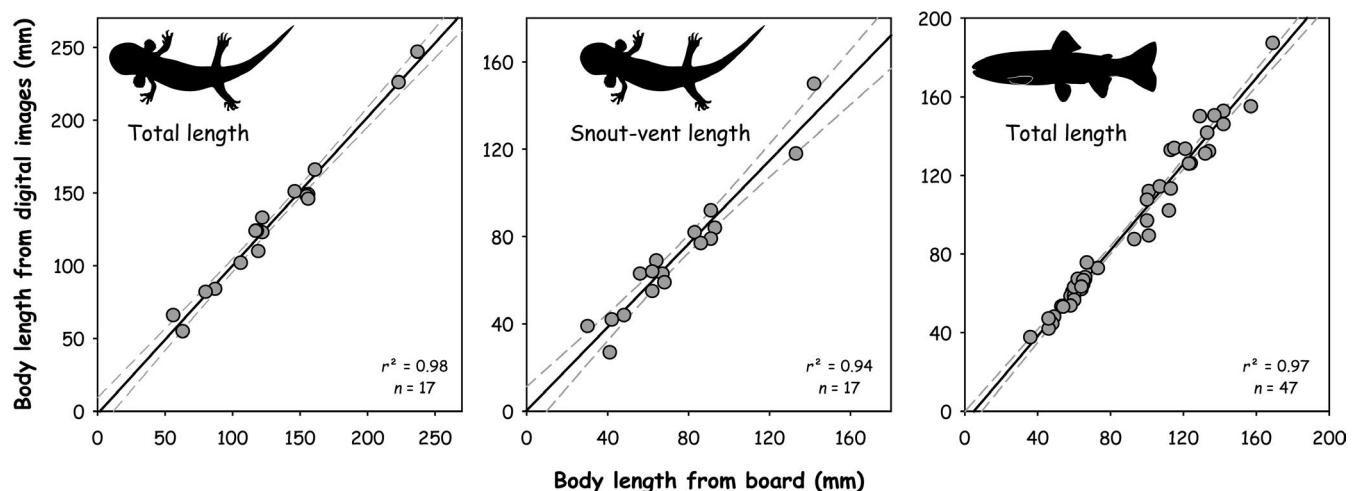 Body length from digital images (mm)
250
200
150
100
50
0
Total length
r² = 0.98
n = 17
0 50 100 150 200 250
160
120
80
40
0
Snout-vent length
r² = 0.94
n = 17
0 40 80 120 160
200
160
120
80
40
0
Total length
r² = 0.97
n = 47
0 40 80 120 160 200
Body length from board (mm)